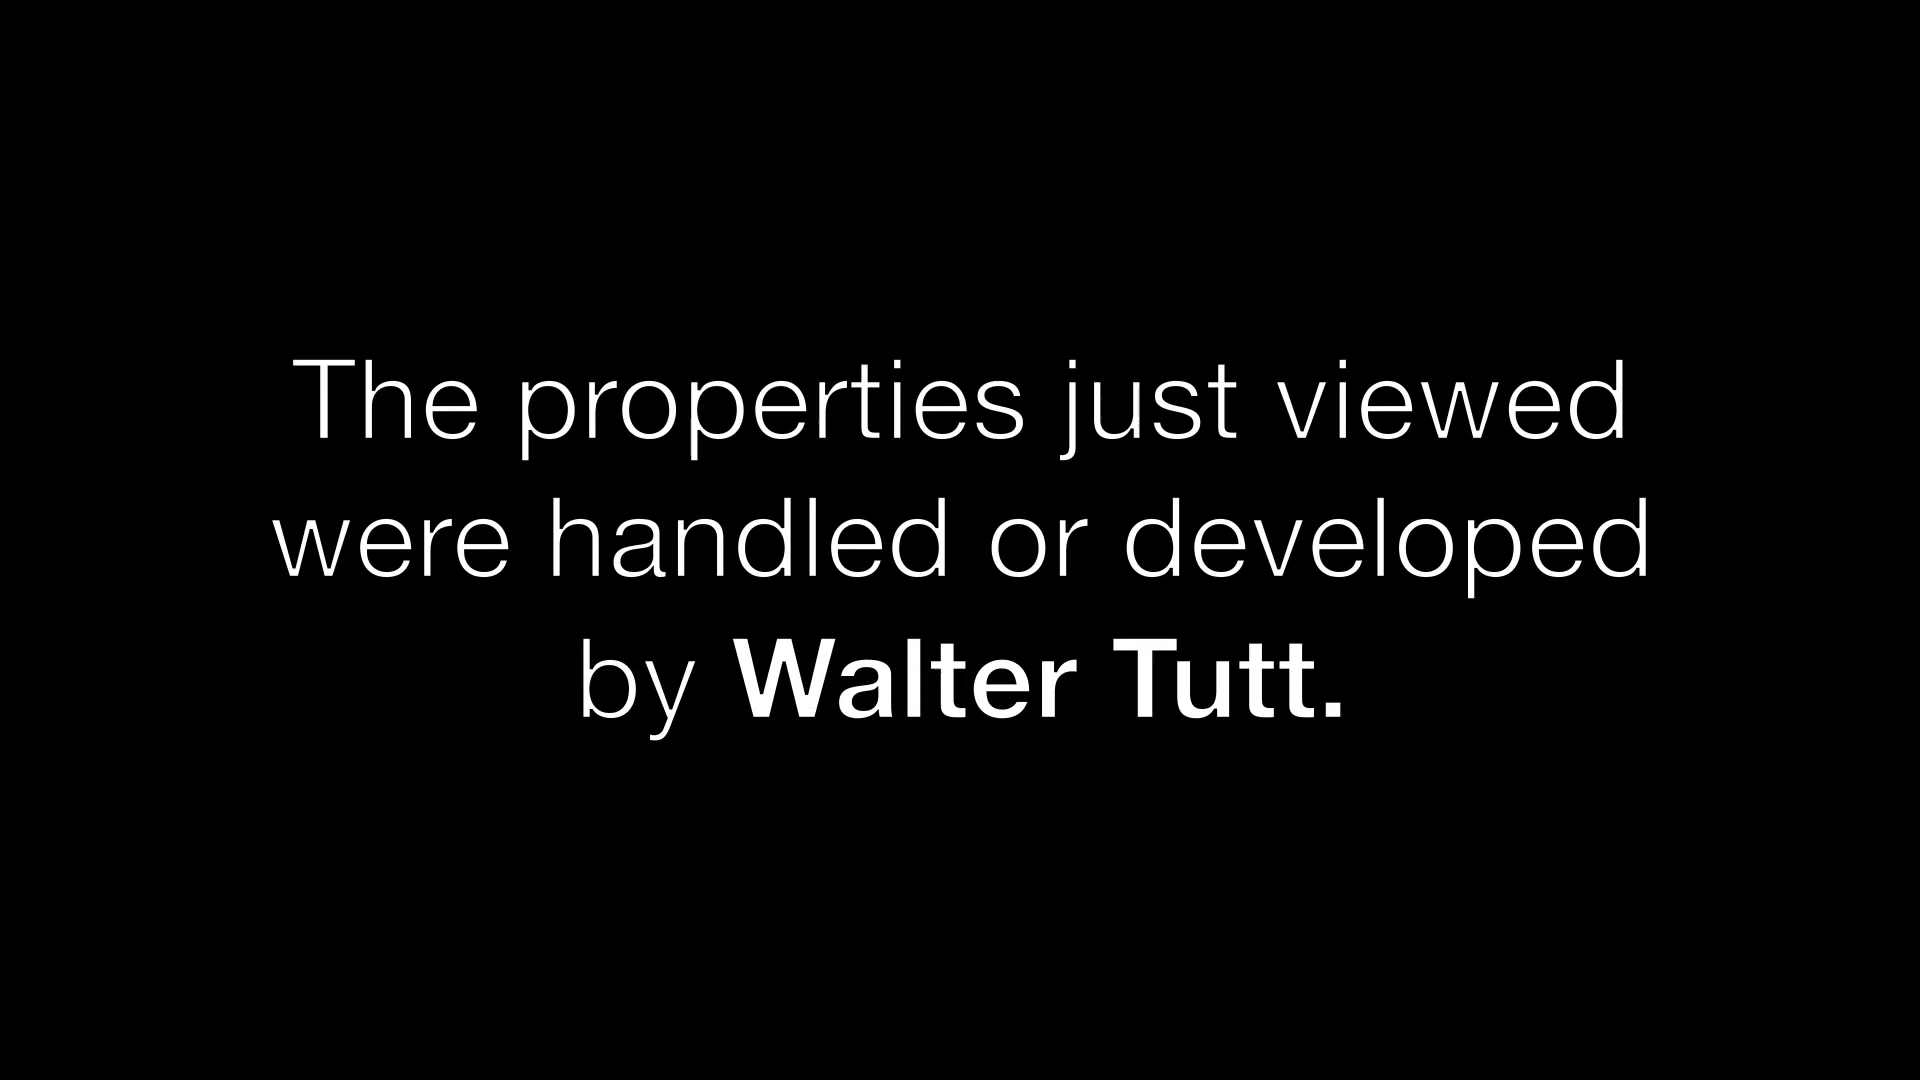 The properties just viewed
were handled or developed
by Walter Tutt.